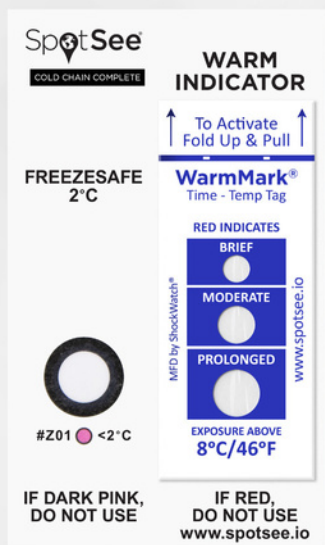 SpotSee®
COLD CHAIN COMPLETE
FREEZESAFE
2°C
#Z01 <2°C
IF DARK PINK,
DO NOT USE
WARM
INDICATOR
To Activate
Fold Up & Pull
WarmMark®
Time - Temp Tag
RED INDICATES
BRIEF
MODERATE
PROLONGED
MFD by ShockWatch®
www.spotsee.io
EXPOSURE ABOVE
8°C/46°F
IF RED,
DO NOT USE
www.spotsee.io